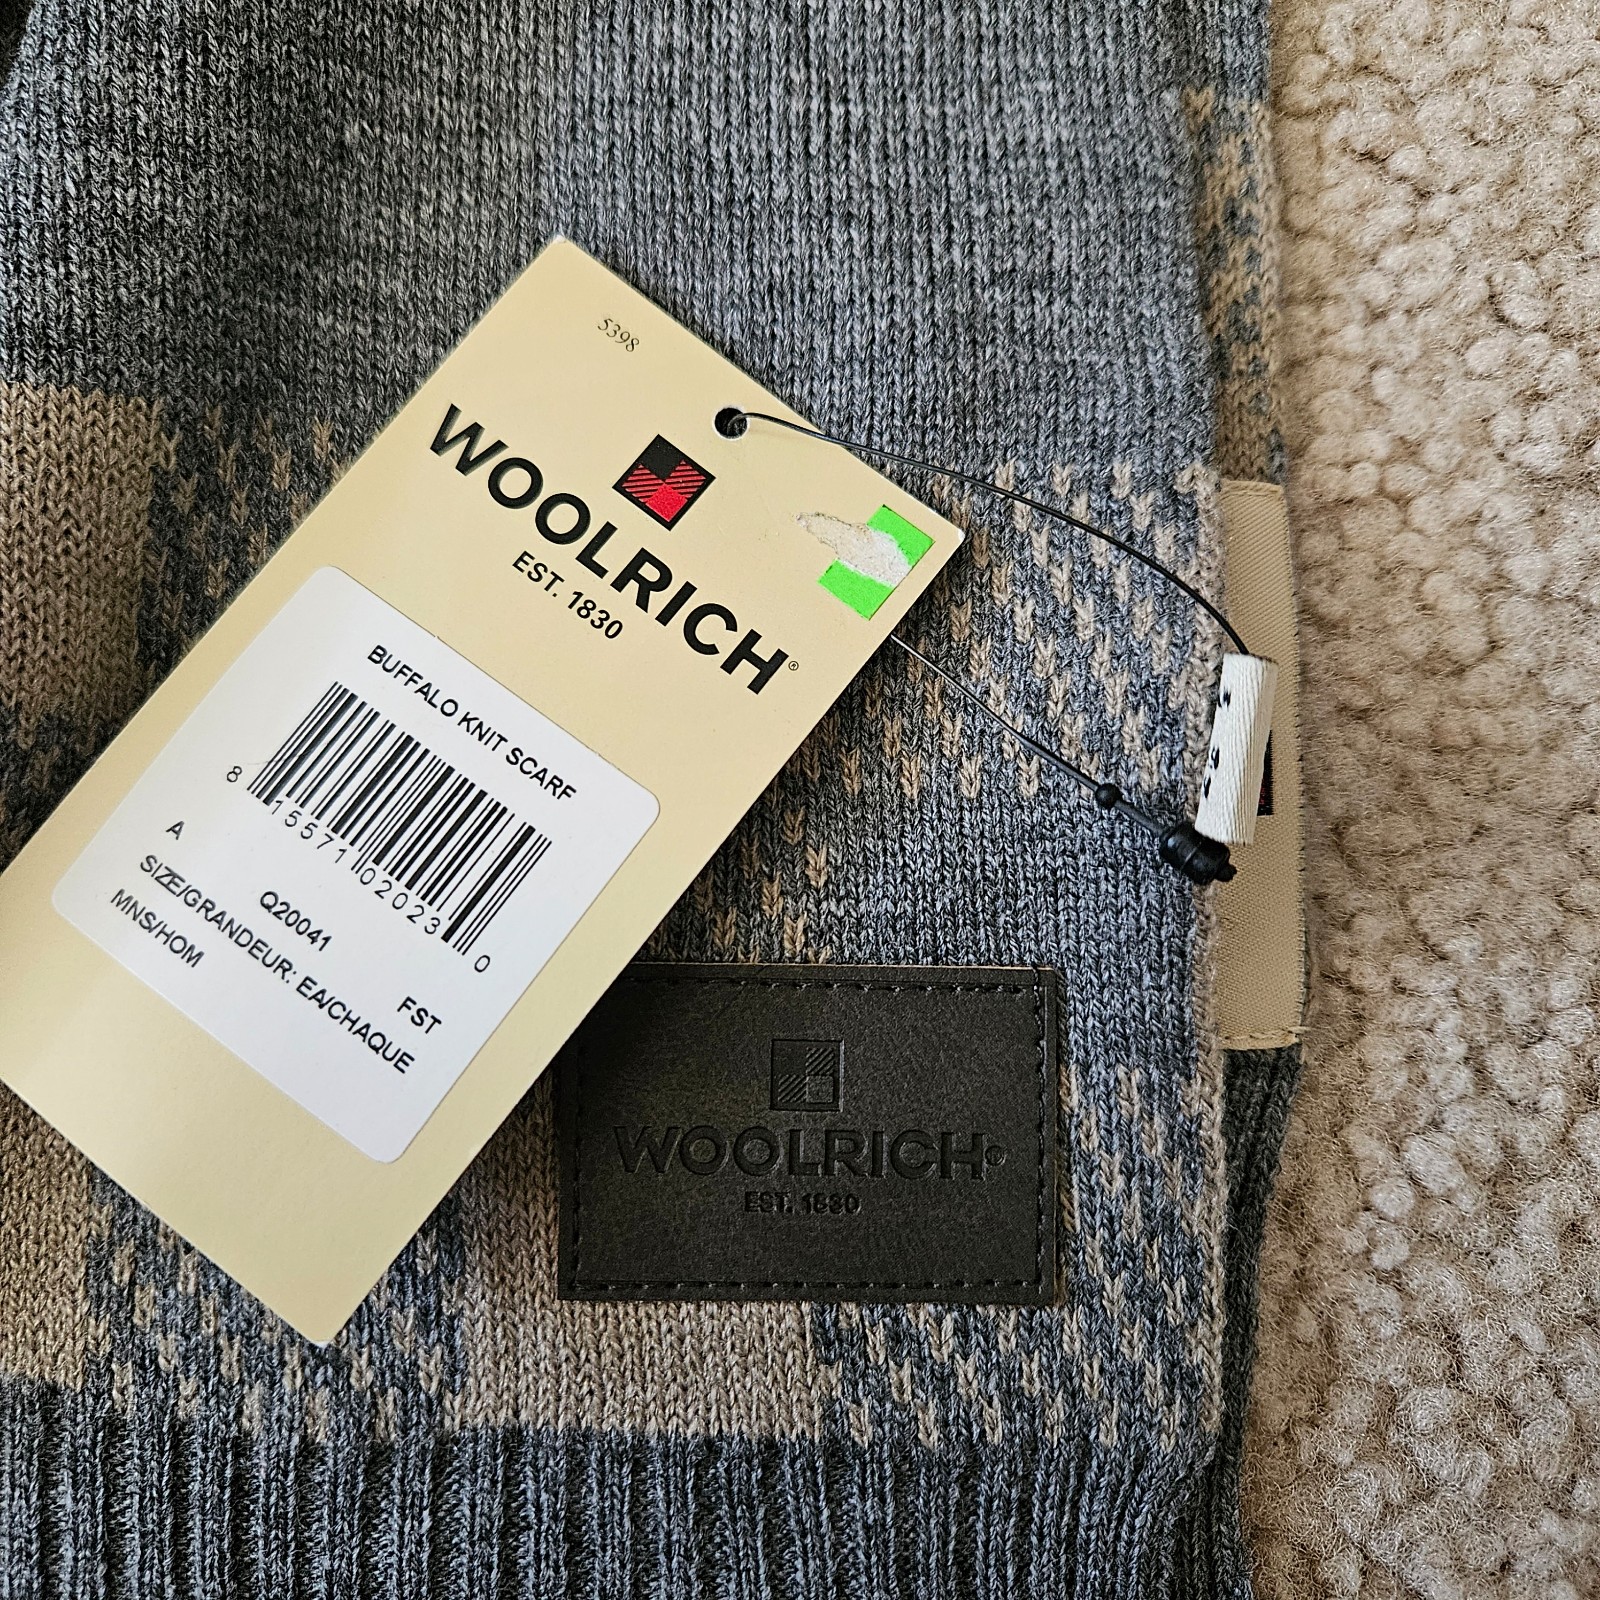 5398
WOOLRICH®
EST. 1830
BUFFALO KNIT SCARF
8 15571 02023 0
A Q20041 FST
SIZE/GRANDEUR: EA/CHAQUE
MNS/HOM
WOOLRICH®
EST. 1830